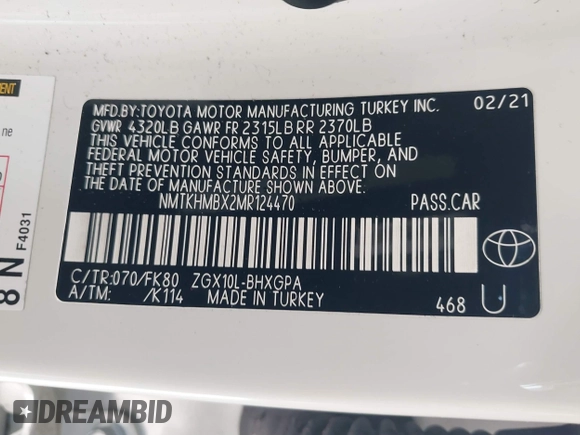 MFD.BY:TOYOTA MOTOR MANUFACTURING TURKEY INC. 02/21
GVWR 4320LB GAWR FR 2315LB RR 2370LB
THIS VEHICLE CONFORMS TO ALL APPLICABLE
FEDERAL MOTOR VEHICLE SAFETY, BUMPER, AND
THEFT PREVENTION STANDARDS IN EFFECT ON
THE DATE OF MANUFACTURE SHOWN ABOVE.
NMTKHMBX2MR124470 PASS.CAR
C/TR:070/FK80 ZGX10L-BHXGPA
A/TM: /K114 MADE IN TURKEY
468 U
ne
F4031
8 N
DREAMBID